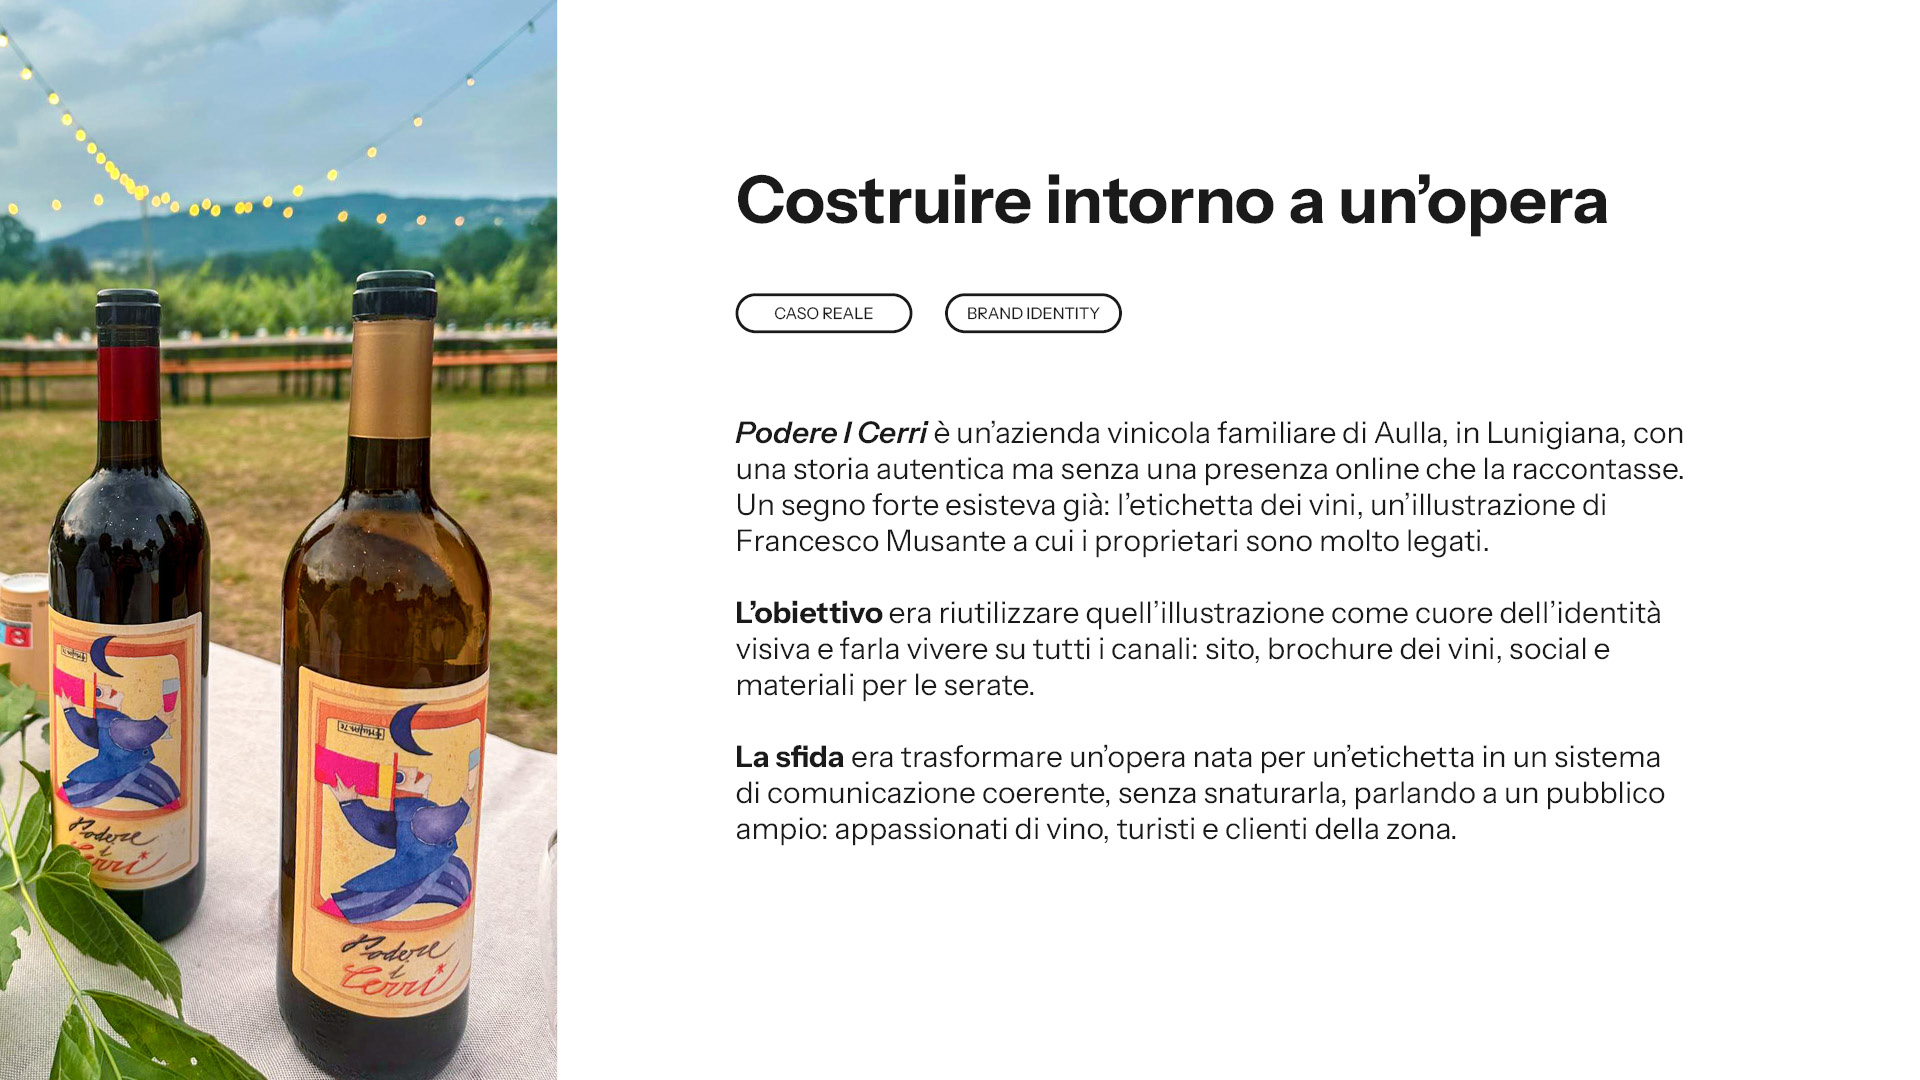 Costruire intorno a un’opera
CASO REALE
BRAND IDENTITY
Podere I Cerri è un’azienda vinicola familiare di Aulla, in Lunigiana, con
una storia autentica ma senza una presenza online che la raccontasse.
Un segno forte esisteva già: l’etichetta dei vini, un’illustrazione di
Francesco Musante a cui i proprietari sono molto legati.
L’obiettivo era riutilizzare quell’illustrazione come cuore dell’identità
visiva e farla vivere su tutti i canali: sito, brochure dei vini, social e
materiali per le serate.
La sfida era trasformare un’opera nata per un’etichetta in un sistema
di comunicazione coerente, senza snaturarla, parlando a un pubblico
ampio: appassionati di vino, turisti e clienti della zona.
Podere
i
Cerri
Podere
i
Cerri